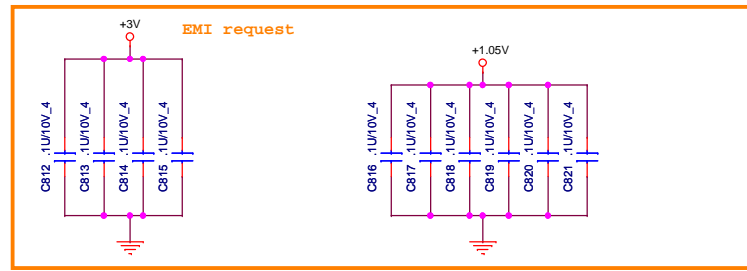 +3V
EMI request
+1.05V
C812 .1U/10V_4
C813 .1U/10V_4
C814 .1U/10V_4
C815 .1U/10V_4
C816 .1U/10V_4
C817 .1U/10V_4
C818 .1U/10V_4
C819 .1U/10V_4
C820 .1U/10V_4
C821 .1U/10V_4